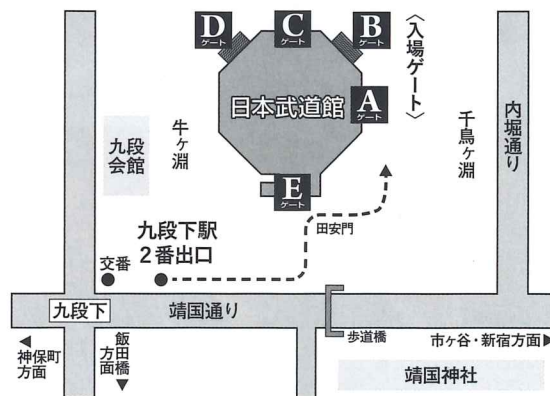 D
ゲート
C
ゲート
B
ゲート
〈入場ゲート〉
日本武道館
A
ゲート
E
ゲート
九段
会館
牛ヶ淵
千鳥ヶ淵
内堀通り
九段下駅
2番出口
交番
田安門
九段下
靖国通り
歩道橋
神保町
方面
飯田橋
方面
市ヶ谷・新宿方面
靖国神社